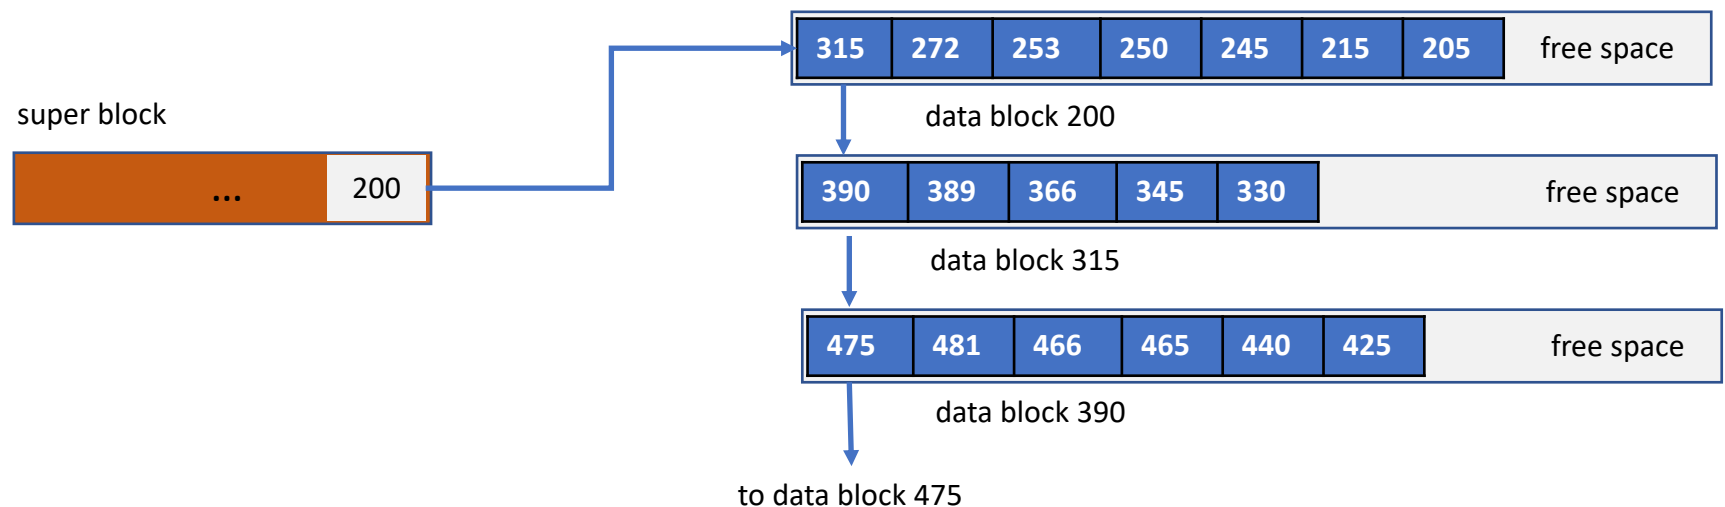 super block
... 200
315 272 253 250 245 215 205 free space
data block 200
390 389 366 345 330 free space
data block 315
475 481 466 465 440 425 free space
data block 390
to data block 475